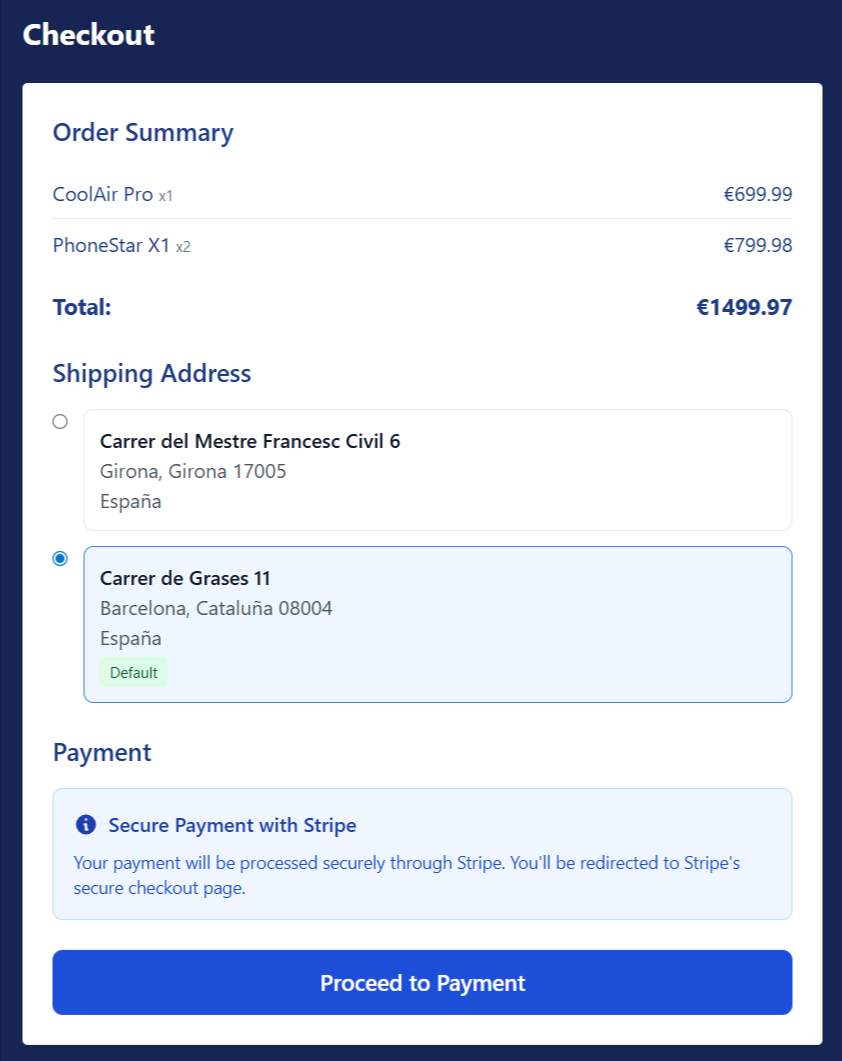 Checkout
Order Summary
CoolAir Pro x1 €699.99
PhoneStar X1 x2 €799.98
Total: €1499.97
Shipping Address
Carrer del Mestre Francesc Civil 6
Girona, Girona 17005
España
Carrer de Grases 11
Barcelona, Cataluña 08004
España
Default
Payment
Secure Payment with Stripe
Your payment will be processed securely through Stripe. You'll be redirected to Stripe's
secure checkout page.
Proceed to Payment